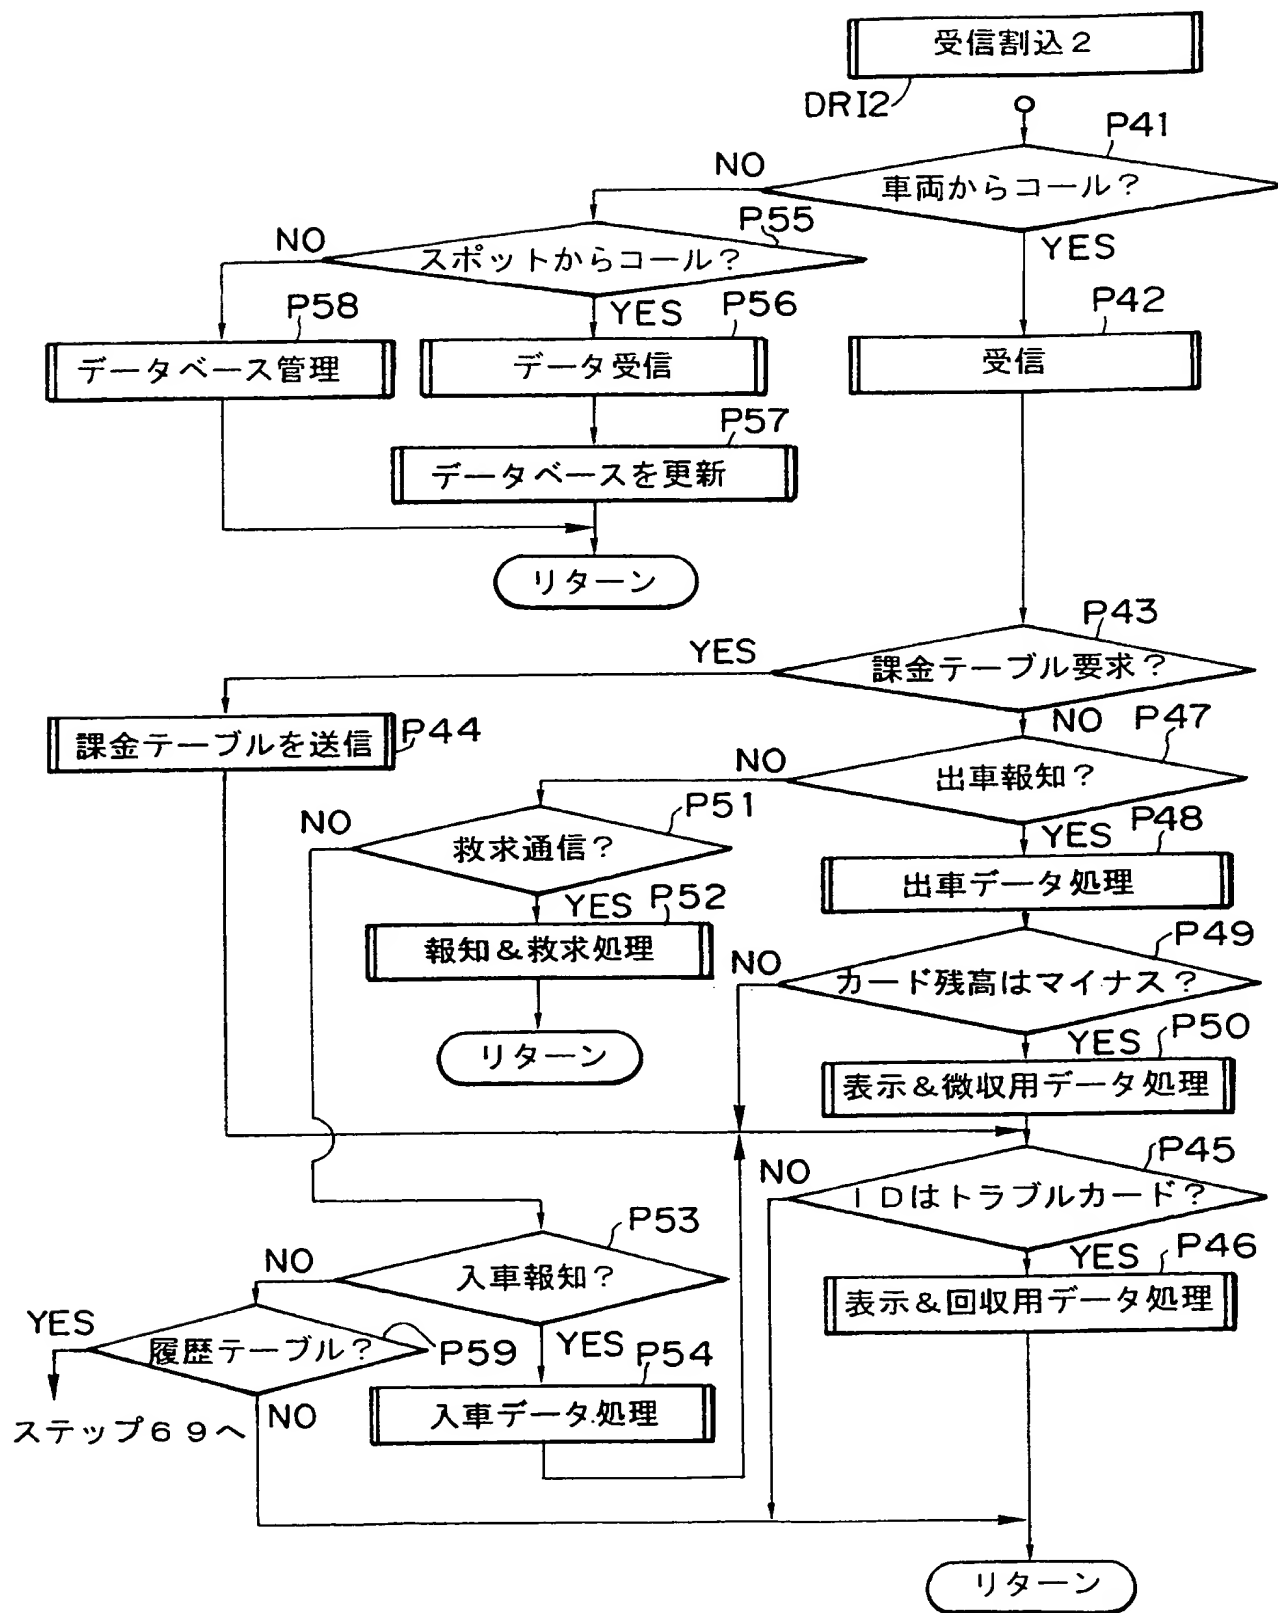 受信割込２
DRI2
P41
車両からコール？
NO
YES
P55
スポットからコール？
NO
YES
P58
データベース管理
P56
データ受信
P42
受信
P57
データベースを更新
リターン
P43
課金テーブル要求？
YES
NO
P44
課金テーブルを送信
P47
出車報知？
NO
YES
P51
救求通信？
NO
YES
P48
出車データ処理
P52
報知＆救求処理
P49
カード残高はマイナス？
NO
YES
リターン
P50
表示＆微収用データ処理
P45
ＩＤはトラブルカード？
NO
YES
P53
入車報知？
NO
YES
P46
表示＆回収用データ処理
YES
履歴テーブル？
P59
NO
P54
入車データ処理
ステップ６９へ
リターン